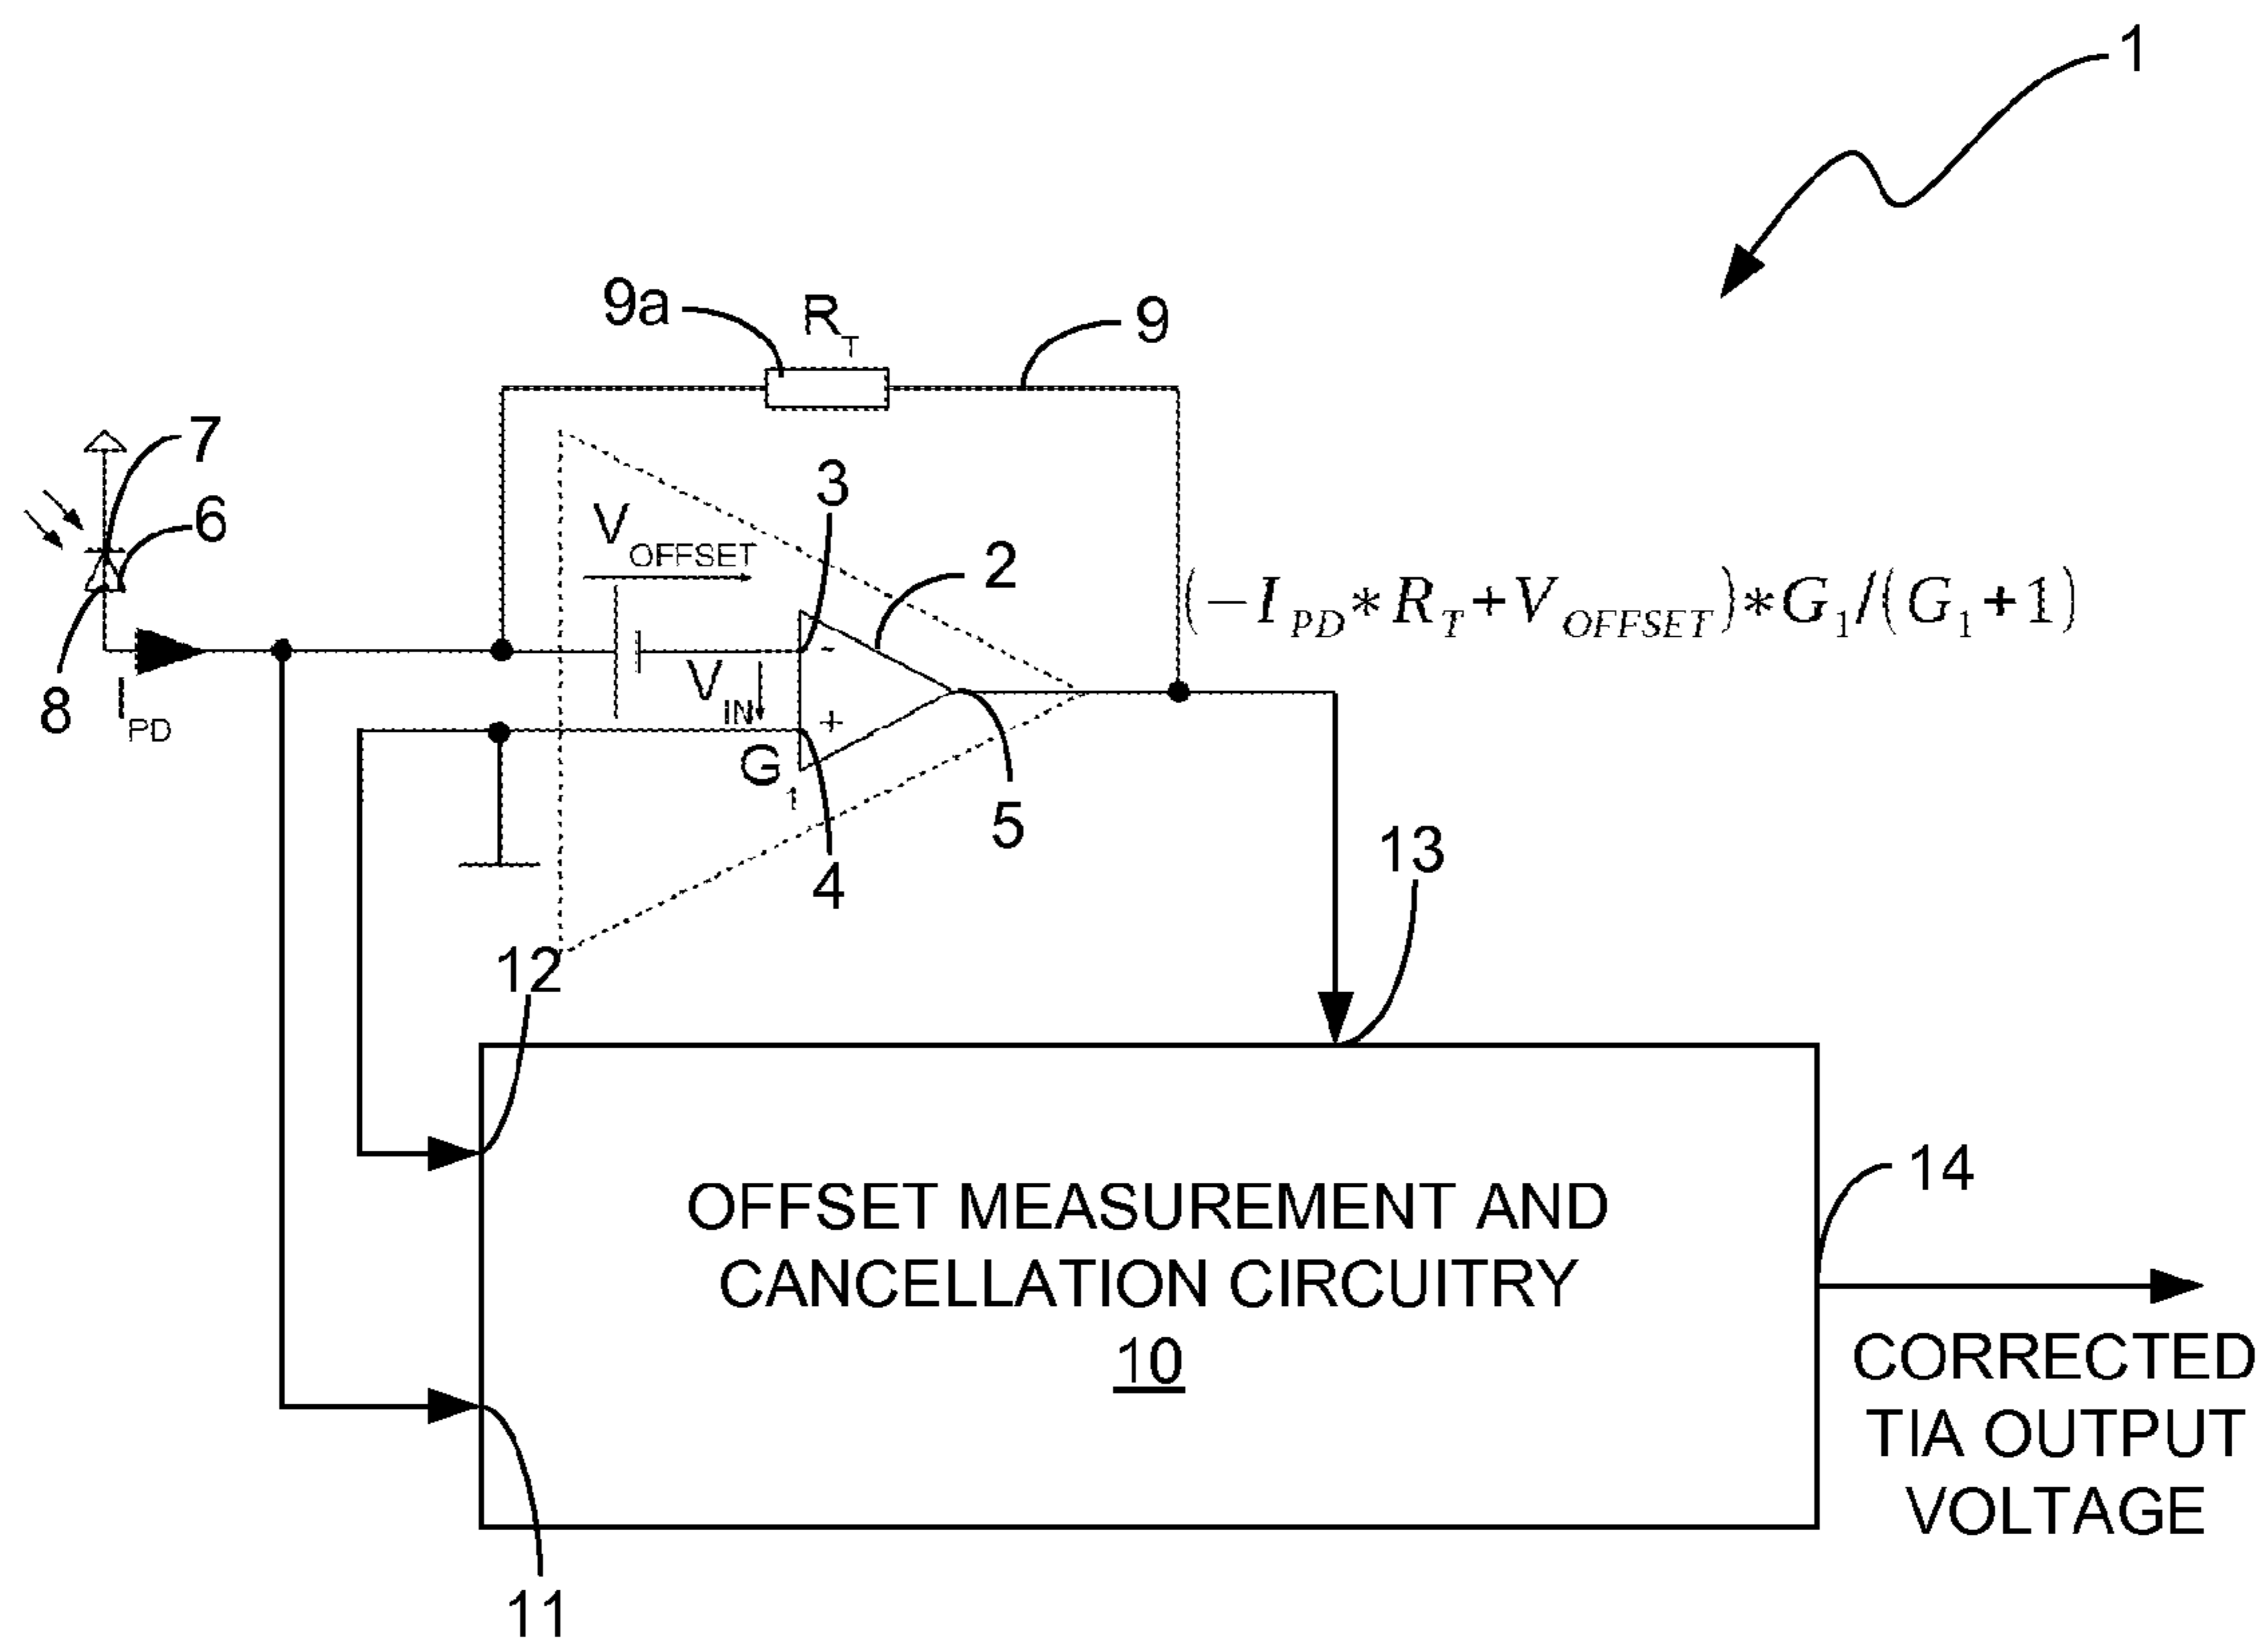 1
9a
R_T
9
7
3
6
V_OFFSET
2
(−I_PD*R_T+V_OFFSET)*G_1/(G_1+1)
-
V_IN
8
I_PD
+
G_1
5
13
4
12
14
OFFSET MEASUREMENT AND
CANCELLATION CIRCUITRY
10
CORRECTED
TIA OUTPUT
VOLTAGE
11